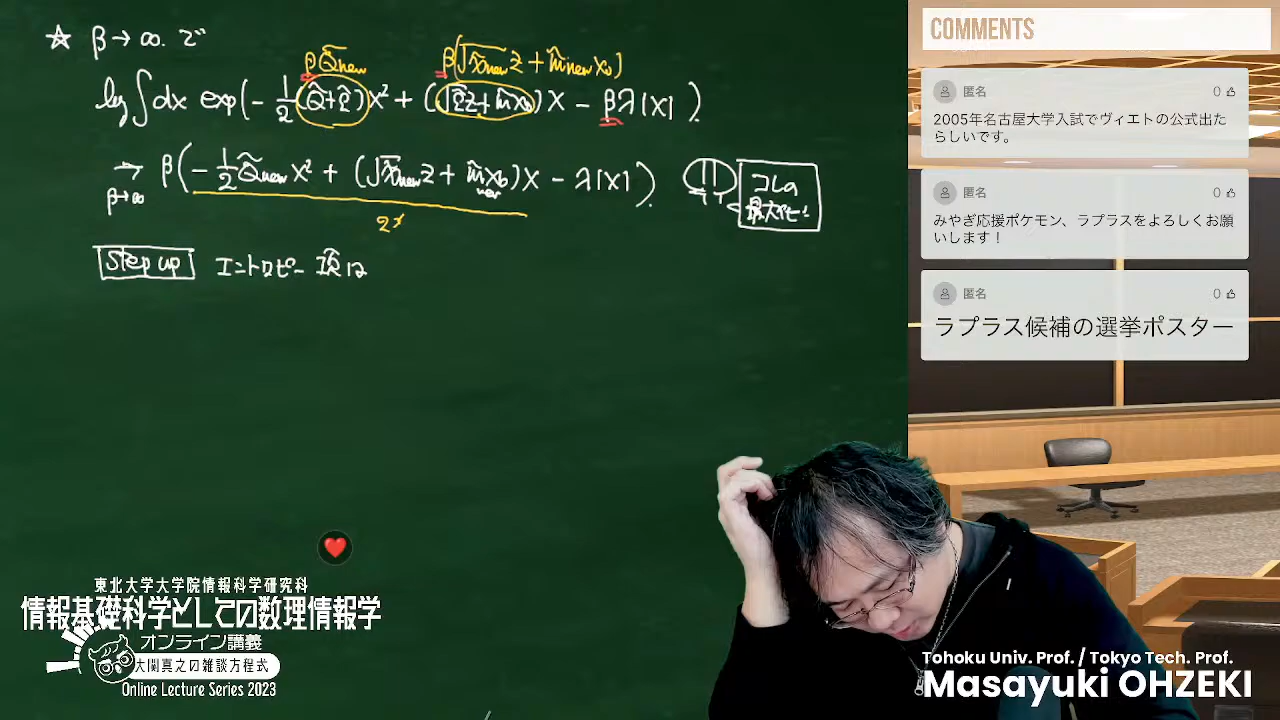 ☆ β→∞. で
βQ̃new β(√χ̃new z + m̃new x₀)
log∫dx exp(-1/2(Q̂+q̂)x² + (√q̂z+m̂x₀)x - βλ|x|)
→ β→∞ β(-1/2 Q̃new x² + (√χ̃new z + m̃new x₀)x - λ|x|).
コレの
最大化!
2次
Step up エントロピー 項は
東北大学大学院情報科学研究科
情報基礎科学としての数理情報学
オンライン講義
大関真之の雑談方程式
Online Lecture Series 2023
COMMENTS
匿名 0
2005年名古屋大学入試でヴィエトの公式出た
らしいです。
匿名 0
みやぎ応援ポケモン、ラプラスをよろしくお願
いします！
匿名 0
ラプラス候補の選挙ポスター
Tohoku Univ. Prof. / Tokyo Tech. Prof.
Masayuki OHZEKI